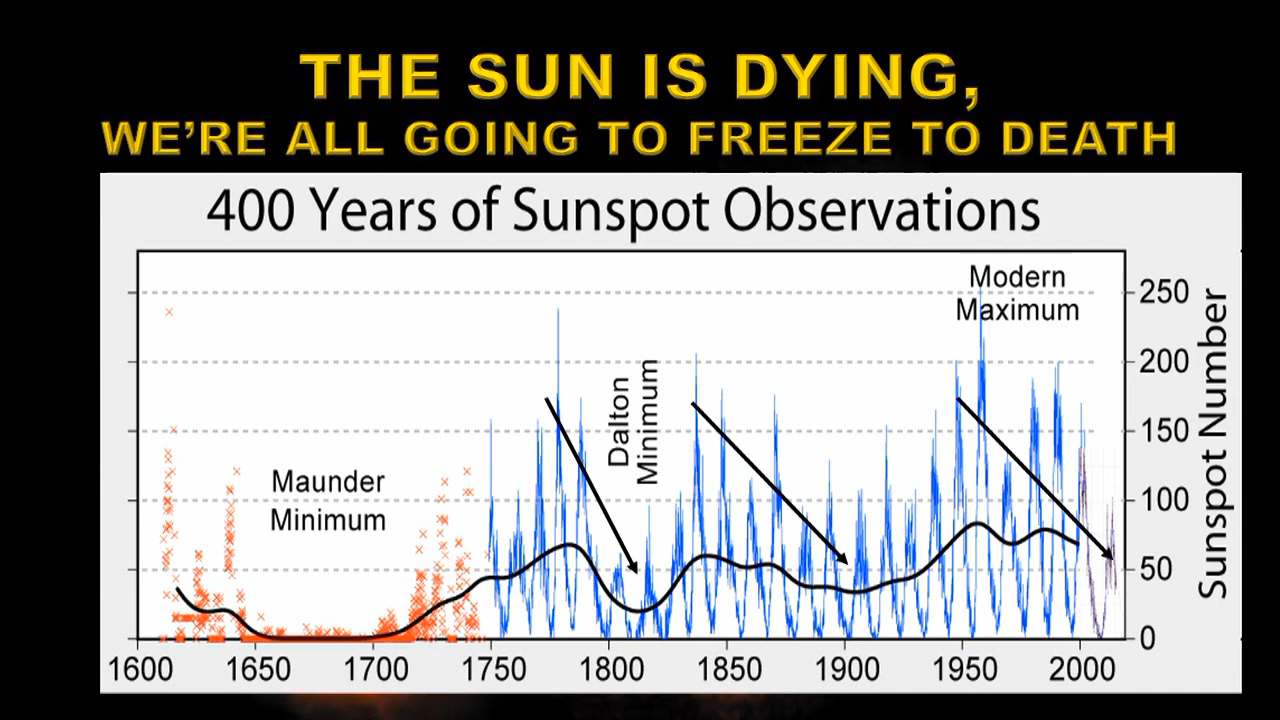 THE SUN IS DYING,
WE’RE ALL GOING TO FREEZE TO DEATH
400 Years of Sunspot Observations
Modern
Maximum
Dalton
Minimum
Maunder
Minimum
250
200
150
100
50
0
Sunspot Number
1600 1650 1700 1750 1800 1850 1900 1950 2000